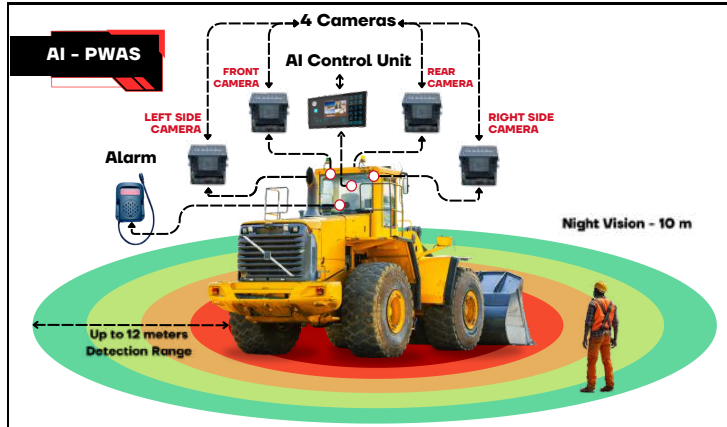 4 Cameras
AI - PWAS
AI Control Unit
FRONT
CAMERA
REAR
CAMERA
LEFT SIDE
CAMERA
RIGHT SIDE
CAMERA
Alarm
Night Vision - 10 m
Up to 12 meters
Detection Range